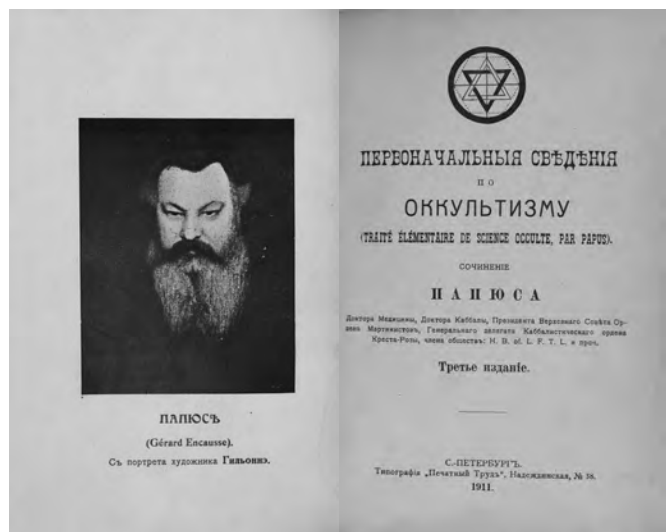 ПАПЮСЪ
(Gérard Encausse).
Съ портрета художника Гильоннэ.
ПЕРВОНАЧАЛЬНЫЯ СВѢДѢНІЯ
ПО
ОККУЛЬТИЗМУ
(TRAITÉ ÉLÉMENTAIRE DE SCIENCE OCCULTE, PAR PAPUS).
СОЧИНЕНІЕ
ПАПЮСА
Доктора Медицины, Доктора Каббалы, Президента Верховнаго Совѣта Ор-
дена Мартинистовъ, Генеральнаго делегата Каббалистическаго ордена
Креста-Розы, члена обществъ: H. B. of. L. F. T. L. и проч.
Третье изданіе.
С.-ПЕТЕРБУРГЪ.
Типографія „Печатный Трудъ“, Надеждинская, №
1911.